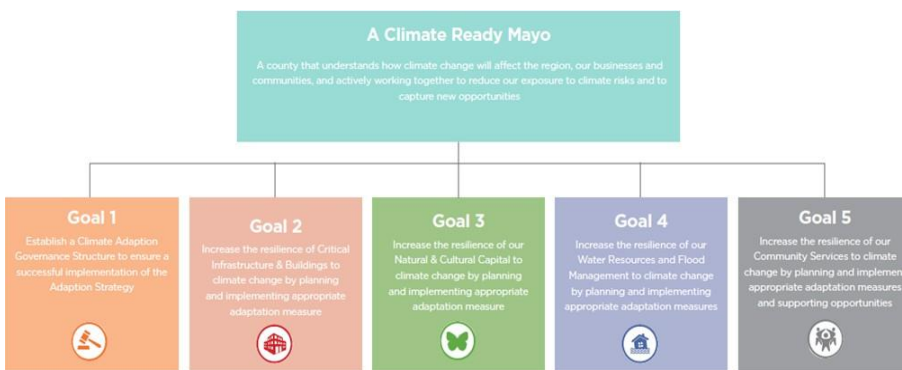 A Climate Ready Mayo
A county that understands how climate change will affect the region, our businesses and
communities, and actively working together to reduce our exposure to climate risks and to
capture new opportunities
Goal 1
Establish a Climate Adaption
Governance Structure to ensure a
successful implementation of the
Adaption Strategy
Goal 2
Increase the resilience of Critical
Infrastructure & Buildings to
climate change by planning
and implementing appropriate
adaptation measure
Goal 3
Increase the resilience of our
Natural & Cultural Capital to
climate change by planning
and implementing appropriate
adaptation measure
Goal 4
Increase the resilience of our
Water Resources and Flood
Management to climate change
by planning and implementing
appropriate adaptation measures
Goal 5
Increase the resilience of our
Community Services to climate
change by planning and implemen
appropriate adaptation measures
and supporting opportunities